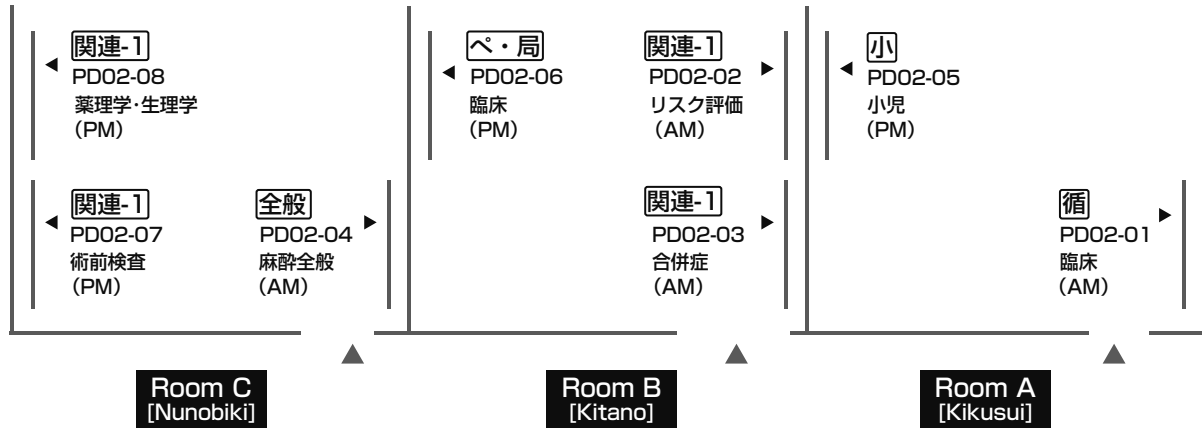 関連-1
PD02-08
薬理学･生理学
（PM）
関連-1
PD02-07
術前検査
（PM）
全般
PD02-04
麻酔全般
（AM）
Room C
[Nunobiki]
ペ・局
PD02-06
臨床
（PM）
関連-1
PD02-02
リスク評価
（AM）
関連-1
PD02-03
合併症
（AM）
Room B
[Kitano]
小
PD02-05
小児
（PM）
循
PD02-01
臨床
（AM）
Room A
[Kikusui]